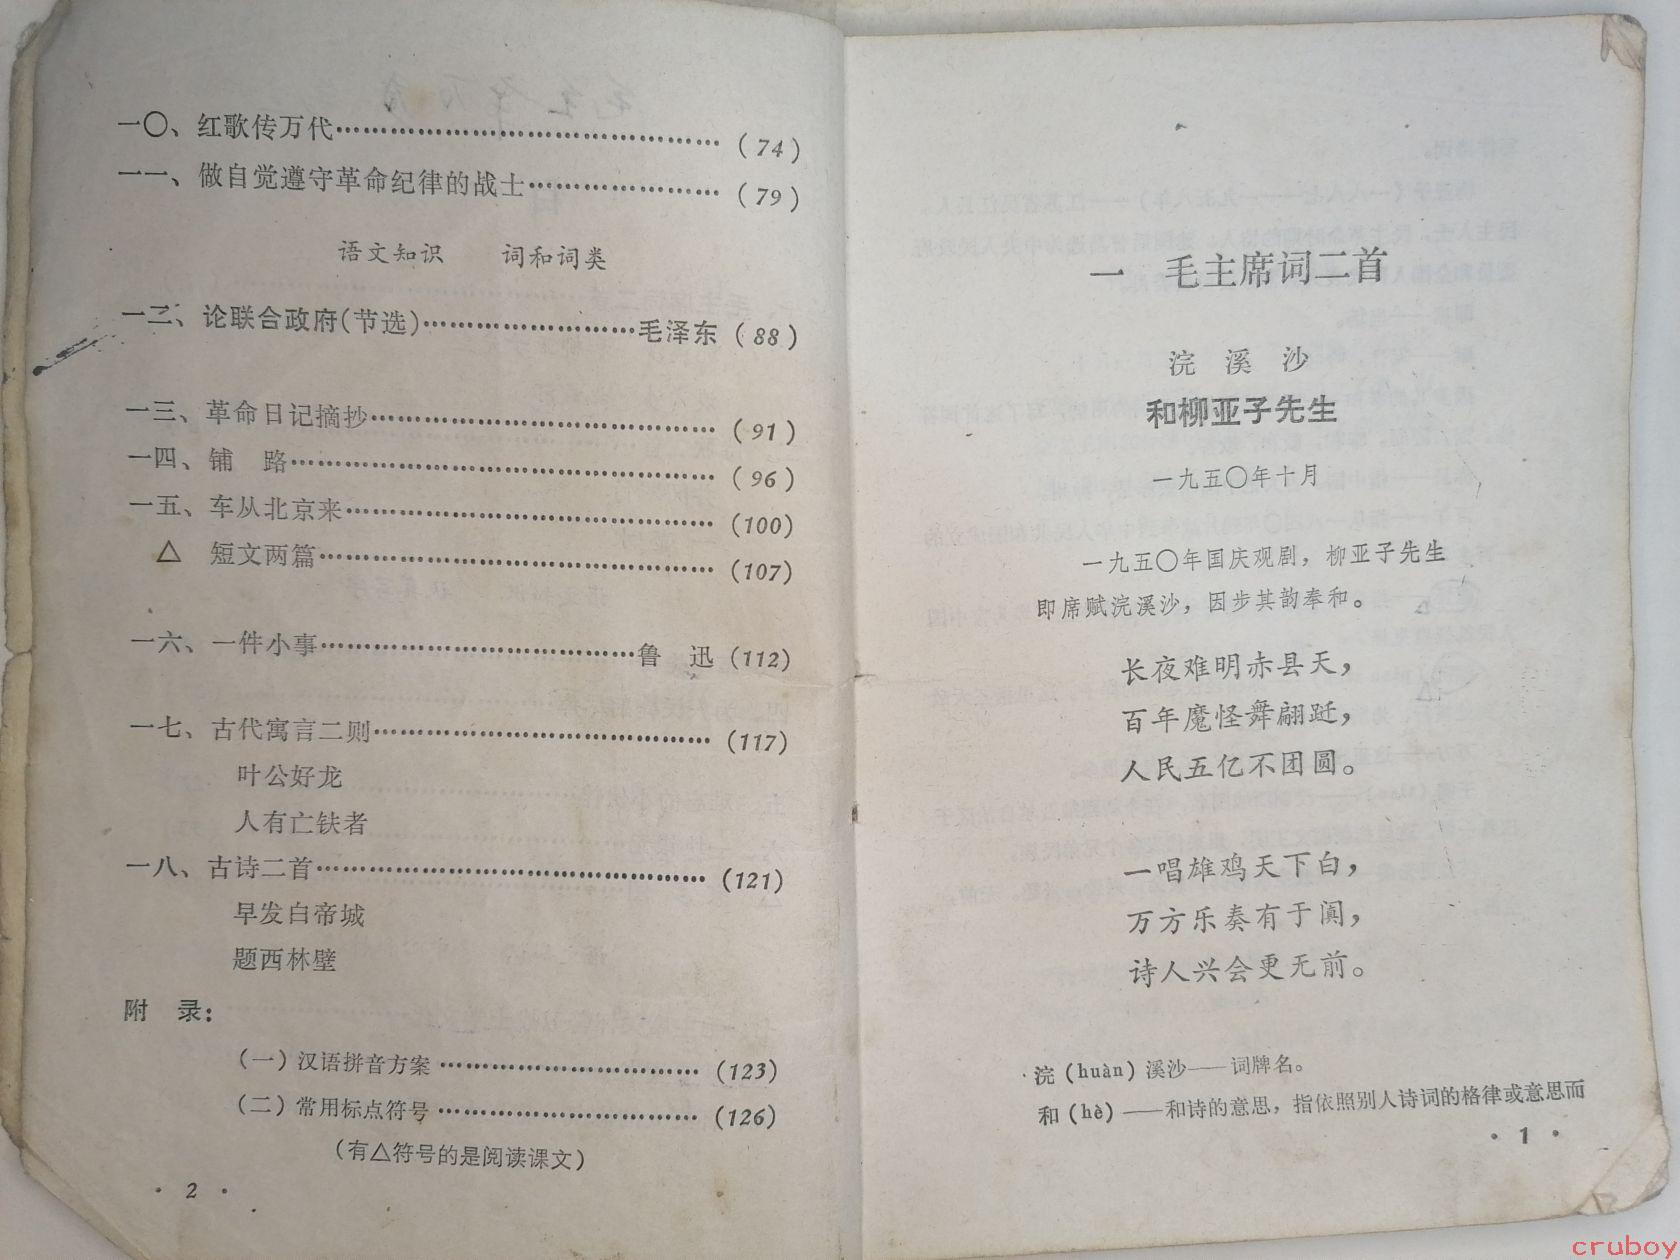 一〇、红歌传万代……………………………………(74)
一一、做自觉遵守革命纪律的战士…………………(79)
语文知识　词和词类
一二、论联合政府(节选)……………………毛泽东(88)
一三、革命日记摘抄…………………………………(91)
一四、铺　路…………………………………………(96)
一五、车从北京来……………………………………(100)
△　短文两篇…………………………………………(107)
一六、一件小事………………………………鲁　迅(112)
一七、古代寓言二则…………………………………(117)
叶公好龙
人有亡鈇者
一八、古诗二首………………………………………(121)
早发白帝城
题西林壁
附　录：
(一)汉语拼音方案……………………………(123)
(二)常用标点符号……………………………(126)
(有△符号的是阅读课文)
· 2 ·
一　毛主席词二首
浣　溪　沙
和柳亚子先生
一九五〇年十月
一九五〇年国庆观剧，柳亚子先生
即席赋浣溪沙，因步其韵奉和。
长夜难明赤县天，
百年魔怪舞翩跹，
人民五亿不团圆。
一唱雄鸡天下白，
万方乐奏有于阗，
诗人兴会更无前。
浣(huàn)溪沙——词牌名。
和(hè)——和诗的意思，指依照别人诗词的格律或意思而
· 1 ·
cruboy